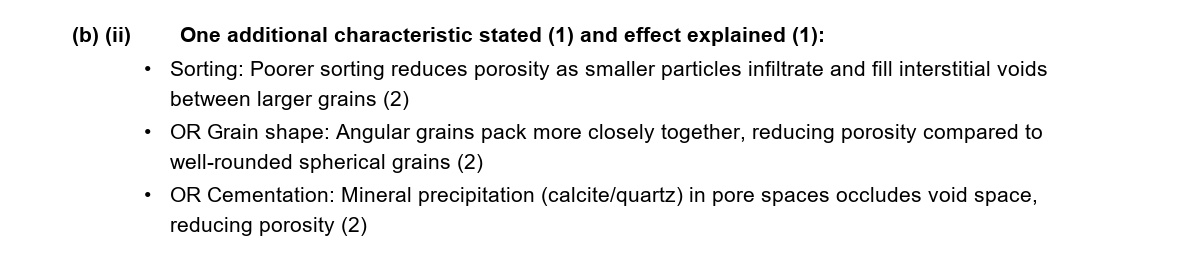 (b) (ii) One additional characteristic stated (1) and effect explained (1):
• Sorting: Poorer sorting reduces porosity as smaller particles infiltrate and fill interstitial voids
between larger grains (2)
• OR Grain shape: Angular grains pack more closely together, reducing porosity compared to
well-rounded spherical grains (2)
• OR Cementation: Mineral precipitation (calcite/quartz) in pore spaces occludes void space,
reducing porosity (2)